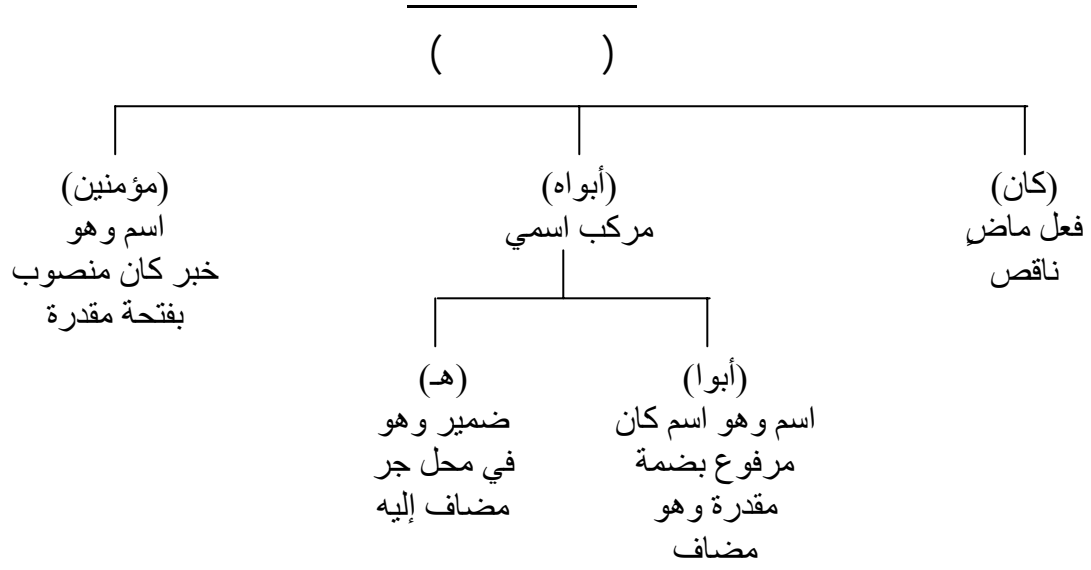 ( )
(كان)
فعل ماضٍ
ناقص
(أبواه)
مركب اسمي
(مؤمنين)
اسم وهو
خبر كان منصوب
بفتحة مقدرة
(أبوا)
اسم وهو اسم كان
مرفوع بضمة
مقدرة وهو
مضاف
(هـ)
ضمير وهو
في محل جر
مضاف إليه